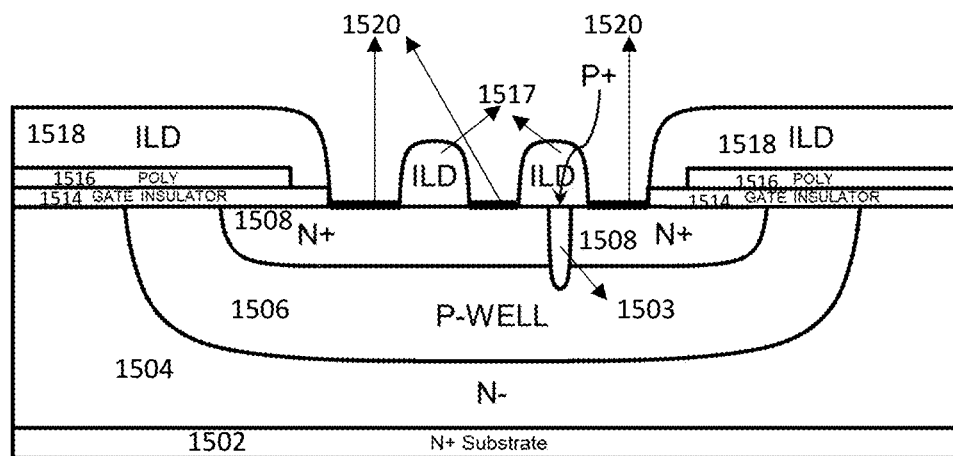 1520 1520
P+
1517
1518 ILD ILD ILD ILD 1518
1516 POLY 1516 POLY
1514 GATE INSULATOR 1514 GATE INSULATOR
1508 N+ 1508 N+
1506 P-WELL 1503
1504 N-
1502 N+ Substrate